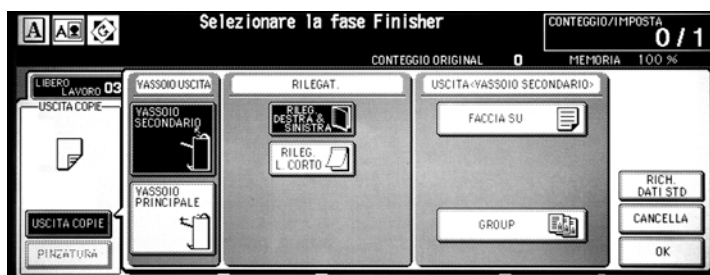 Selezionare la fase Finisher
CONTEGGIO/IMPOSTA
0 / 1
CONTEGGIO ORIGINAL 0 MEMORIA 100 %
LIBERO
LAVORO 03
USCITA COPIE
USCITA COPIE
PINZATURA
VASSOIO USCITA
VASSOIO
SECONDARIO
VASSOIO
PRINCIPALE
RILEGAT.
RILEG.
DESTRA &
SINISTRA
RILEG.
L. CORTO
USCITA<VASSOIO SECONDARIO>
FACCIA SU
GROUP
RICH.
DATI STD
CANCELLA
OK